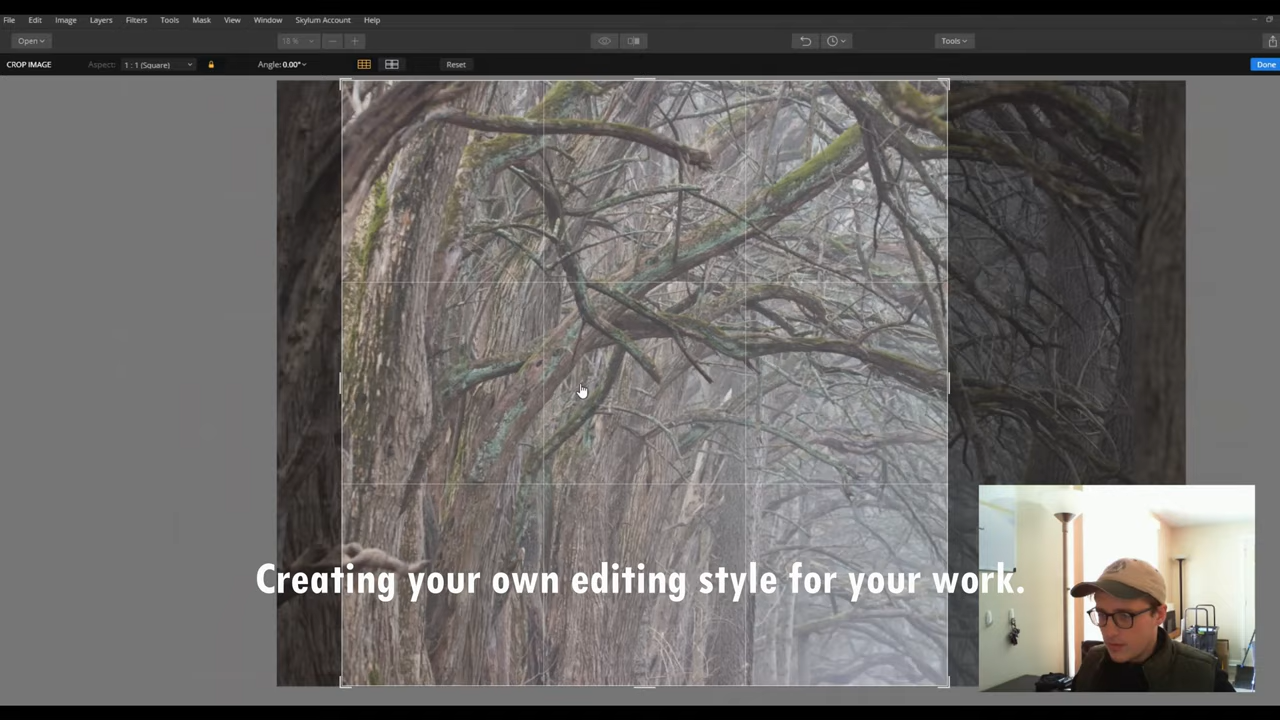 File Edit Image Layers Filters Tools Mask View Window Skylum Account Help
Open 18 % Tools
CROP IMAGE Aspect: 1 : 1 (Square) Angle: 0.00° Reset Done
Creating your own editing style for your work.